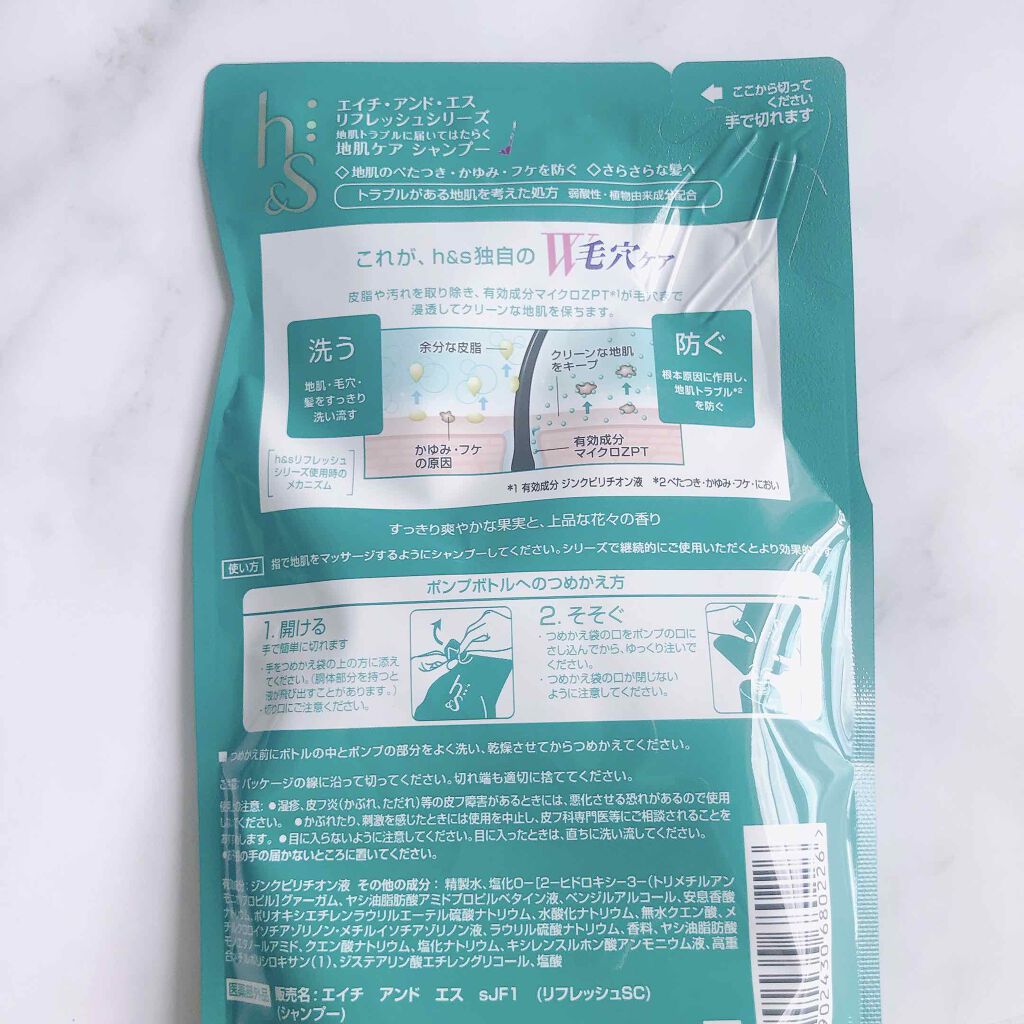 h&s
エイチ・アンド・エス
リフレッシュシリーズ
地肌トラブルに届いてはたらく
地肌ケア シャンプー
ここから切って
ください
手で切れます
◇地肌のべたつき・かゆみ・フケを防ぐ ◇さらさらな髪へ
トラブルがある地肌を考えた処方 弱酸性・植物由来成分配合
これが、h&s独自のW毛穴ケア
皮脂や汚れを取り除き、有効成分マイクロZPT*1が毛穴まで
浸透してクリーンな地肌を保ちます。
洗う
地肌・毛穴・
髪をすっきり
洗い流す
余分な皮脂
かゆみ・フケ
の原因
クリーンな地肌
をキープ
有効成分
マイクロZPT
防ぐ
根本原因に作用し、
地肌トラブル*2
を防ぐ
h&sリフレッシュ
シリーズ使用時の
メカニズム
*1 有効成分 ジンクピリチオン液 *2 べたつき・かゆみ・フケ・におい
すっきり爽やかな果実と、上品な花々の香り
使い方 指で地肌をマッサージするようにシャンプーしてください。シリーズで継続的にご使用いただくとより効果的です
ポンプボトルへのつめかえ方
1. 開ける
手で簡単に切れます
・手をつめかえ袋の上の方に添え
てください。(胴体部分を持つと
液が飛び出すことがあります。)
・切り口にご注意ください。
h&s
2. そそぐ
・つめかえ袋の口をポンプの口に
さし込んでから、ゆっくり注いで
ください。
・つめかえ袋の口が閉じない
ように注意してください。
■つめかえ前にボトルの中とポンプの部分をよく洗い、乾燥させてからつめかえてください。
パッケージの線に沿って切ってください。切れ端も適切に捨ててください。
注意: ●湿疹、皮フ炎(かぶれ、ただれ)等の皮フ障害があるときには、悪化させる恐れがあるので使用
ください。 ●かぶれたり、刺激を感じたときには使用を中止し、皮フ科専門医等にご相談されることを
します。 ●目に入らないように注意してください。目に入ったときは、直ちに洗い流してください。
の手の届かないところに置いてください。
ジンクピリチオン液 その他の成分: 精製水、塩化O-[2-ヒドロキシ-3-(トリメチルアン
モニオ)プロピル]グァーガム、ヤシ油脂肪酸アミドプロピルベタイン液、ベンジルアルコール、安息香酸
ナトリウム、ポリオキシエチレンラウリルエーテル硫酸ナトリウム、水酸化ナトリウム、無水クエン酸、メ
チルクロロイソチアゾリノン・メチルイソチアゾリノン液、ラウリル硫酸ナトリウム、香料、ヤシ油脂肪酸
モノエタノールアミド、クエン酸ナトリウム、塩化ナトリウム、キシレンスルホン酸アンモニウム液、高重
合メチルポリシロキサン(1)、ジステアリン酸エチレングリコール、塩酸
医薬部外品 販売名: エイチ アンド エス sJF1 (リフレッシュSC)
(シャンプー)
902430 680226>